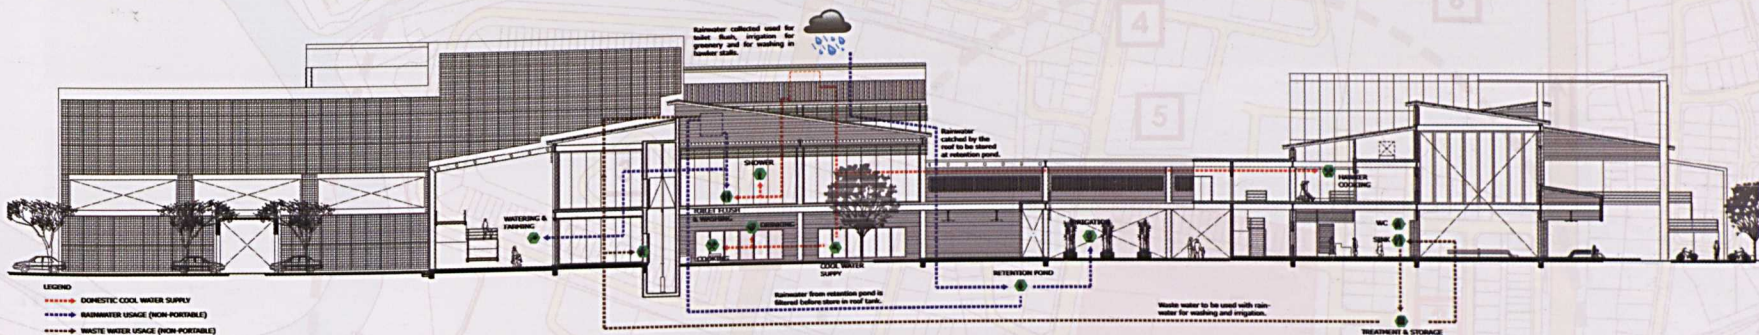 Rainwater collected used for
toilet flush, irrigation for
greenery and for washing in
hawker stalls.
4
5
Rainwater
catched by the
roof to be stored
at retention pond.
SHOWER
HAWKER
COOKING
TOILET FLUSH
& WASHING
WATERING &
FARMING
IRRIGATION
WC
SINK
COOKING
COOL WATER
SUPPY
RETENTION POND
LEGEND
DOMESTIC COOL WATER SUPPLY
RAINWATER USAGE (NON-PORTABLE)
WASTE WATER USAGE (NON-PORTABLE)
Rainwater from retention pond is
filtered before store in roof tank.
Waste water to be used with rain-
water for washing and irrigation.
TREATMENT & STORAGE